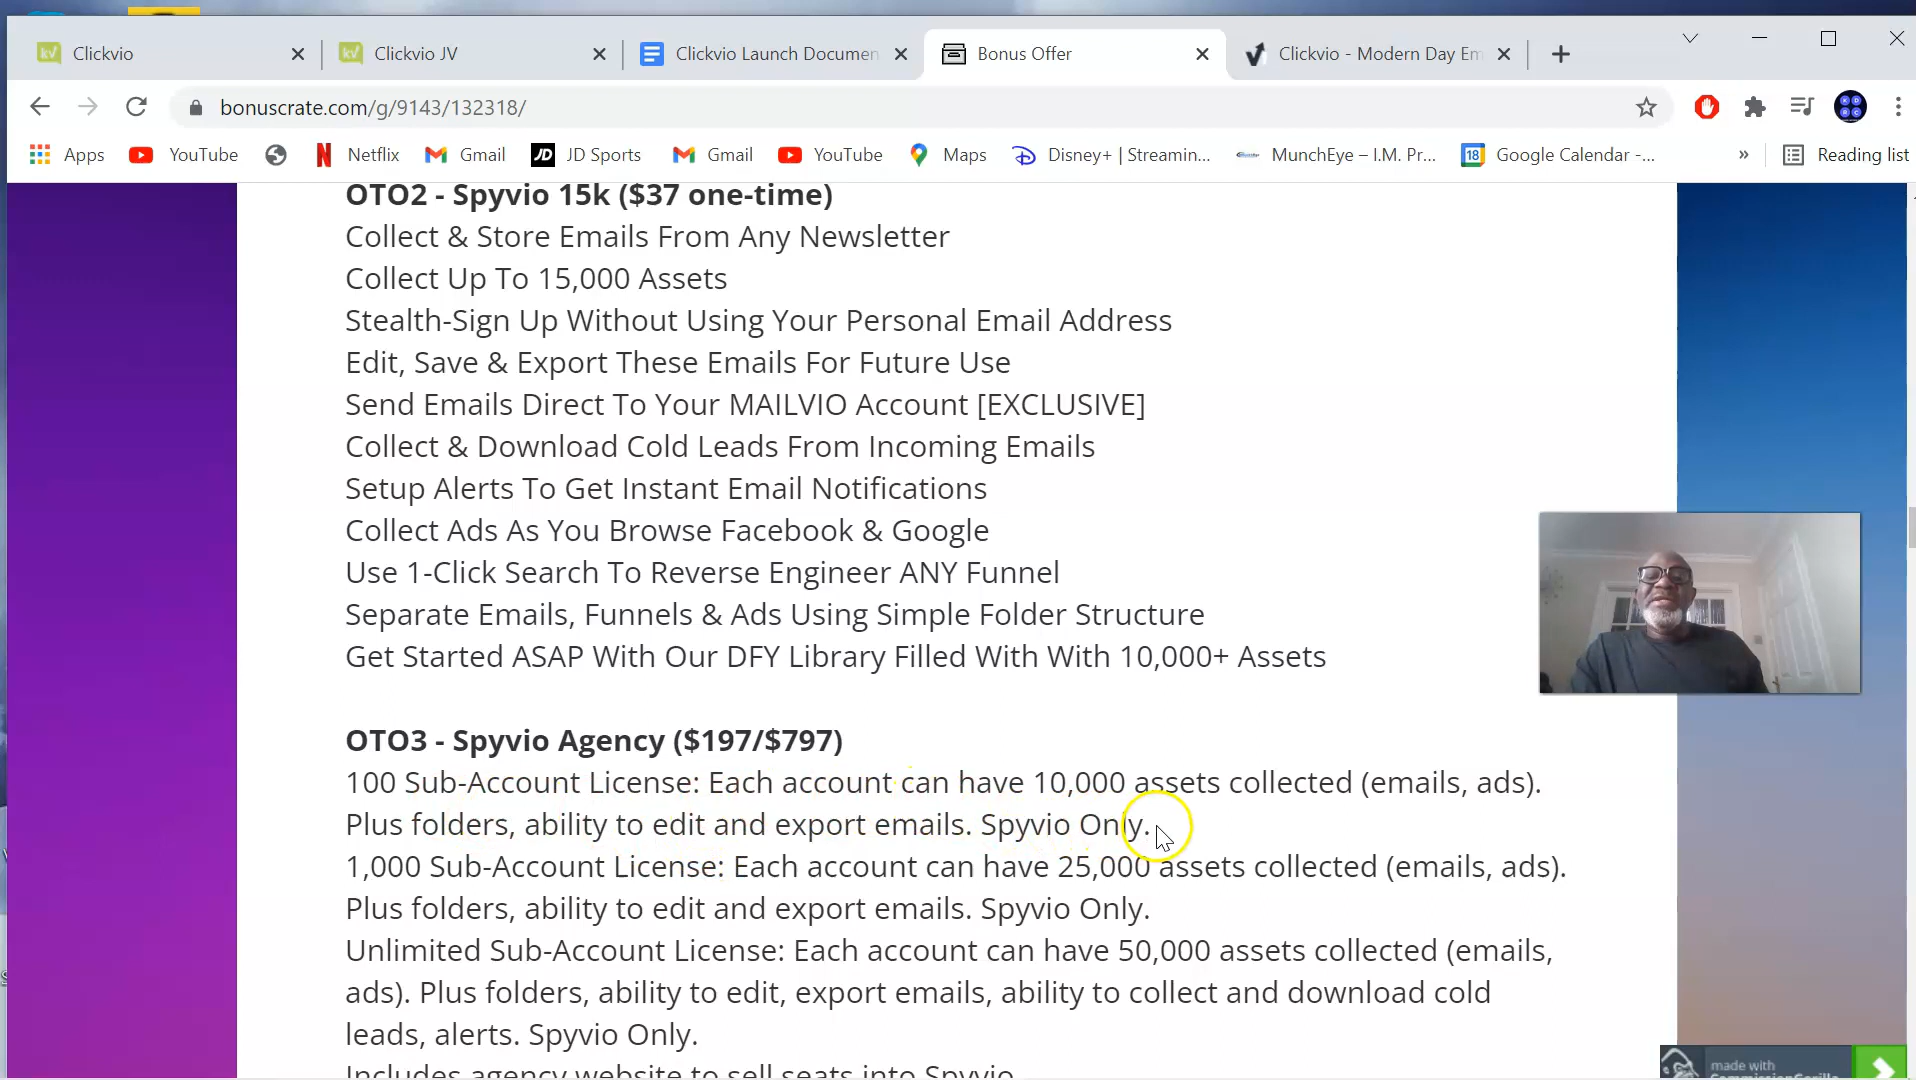 Clickvio
Clickvio JV
Clickvio Launch Documen
Bonus Offer
Clickvio - Modern Day Em
bonuscrate.com/g/9143/132318/
Apps
YouTube
Netflix
Gmail
JD JD Sports
Gmail
YouTube
Maps
Disney+ | Streamin...
MunchEye – I.M. Pr...
18 Google Calendar -...
»
Reading list
OTO2 - Spyvio 15k ($37 one-time)
Collect & Store Emails From Any Newsletter
Collect Up To 15,000 Assets
Stealth-Sign Up Without Using Your Personal Email Address
Edit, Save & Export These Emails For Future Use
Send Emails Direct To Your MAILVIO Account [EXCLUSIVE]
Collect & Download Cold Leads From Incoming Emails
Setup Alerts To Get Instant Email Notifications
Collect Ads As You Browse Facebook & Google
Use 1-Click Search To Reverse Engineer ANY Funnel
Separate Emails, Funnels & Ads Using Simple Folder Structure
Get Started ASAP With Our DFY Library Filled With With 10,000+ Assets
OTO3 - Spyvio Agency ($197/$797)
100 Sub-Account License: Each account can have 10,000 assets collected (emails, ads).
Plus folders, ability to edit and export emails. Spyvio Only.
1,000 Sub-Account License: Each account can have 25,000 assets collected (emails, ads).
Plus folders, ability to edit and export emails. Spyvio Only.
Unlimited Sub-Account License: Each account can have 50,000 assets collected (emails,
ads). Plus folders, ability to edit, export emails, ability to collect and download cold
leads, alerts. Spyvio Only.
Includes agency website to sell seats into Spyvio
made with